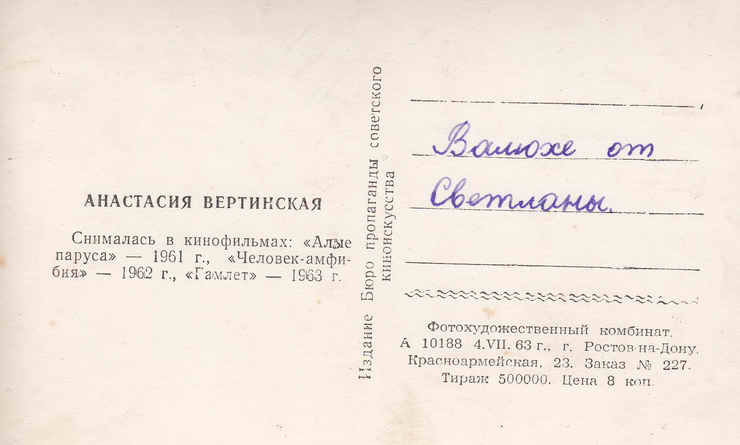 АНАСТАСИЯ ВЕРТИНСКАЯ
Снималась в кинофильмах: «Алые
паруса» — 1961 г., «Человек-амфи-
бия» — 1962 г., «Гамлет» — 1963 г.
Издание Бюро пропаганды советского
киноискусства
Валюхе от
Светланы.
Фотохудожественный комбинат.
А 10188 4.VII. 63 г., г. Ростов-на-Дону.
Красноармейская, 23. Заказ № 227.
Тираж 500000. Цена 8 коп.